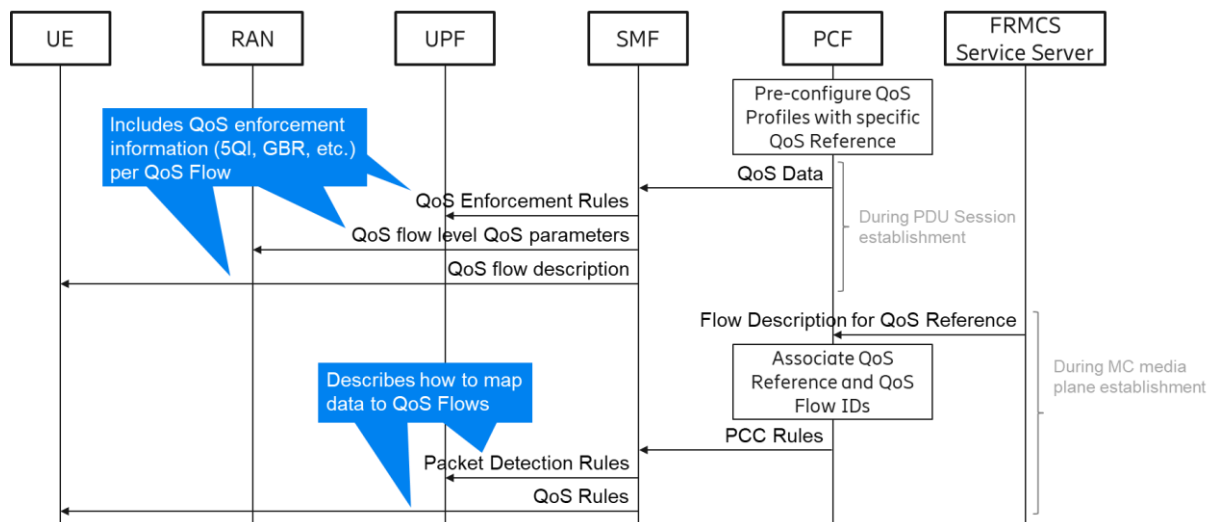 UE
RAN
UPF
SMF
PCF
FRMCS
Service Server
Pre-configure QoS
Profiles with specific
QoS Reference
Includes QoS enforcement
information (5QI, GBR, etc.)
per QoS Flow
QoS Data
QoS Enforcement Rules
During PDU Session
establishment
QoS flow level QoS parameters
QoS flow description
Flow Description for QoS Reference
Associate QoS
Reference and QoS
Flow IDs
During MC media
plane establishment
Describes how to map
data to QoS Flows
PCC Rules
Packet Detection Rules
QoS Rules